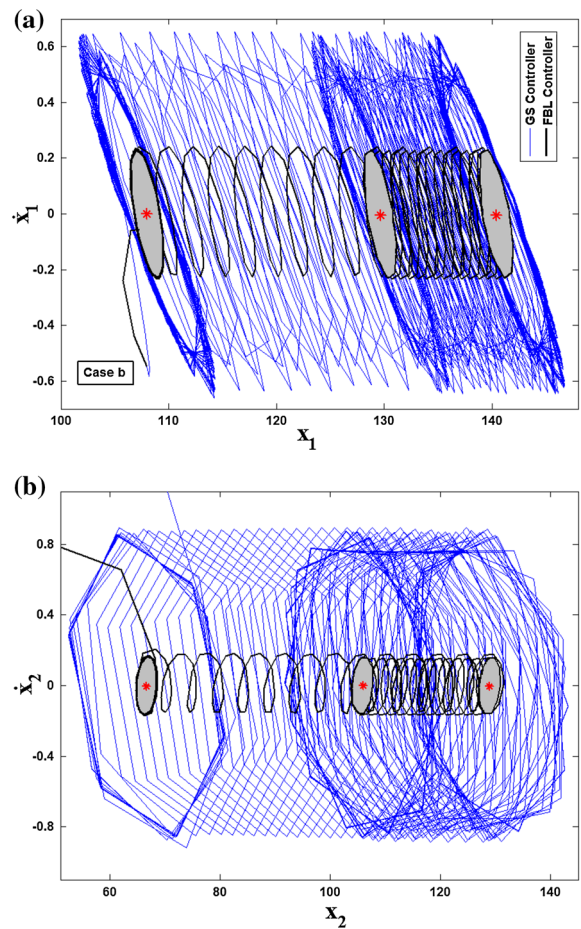 (a)
0.6
0.4
0.2
0
-0.2
-0.4
-0.6
ẋ₁
GS Controller
FBL Controller
Case b
100 110 120 130 140
x₁
(b)
0.8
0.4
0
-0.4
-0.8
ẋ₂
60 80 100 120 140
x₂